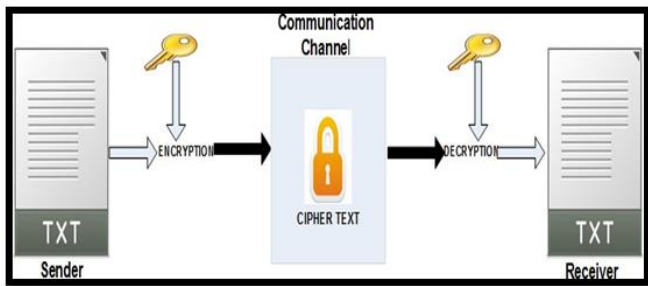 Communication
Channel
ENCRYPTION
DECRYPTION
CIPHER TEXT
TXT
TXT
Sender
Receiver